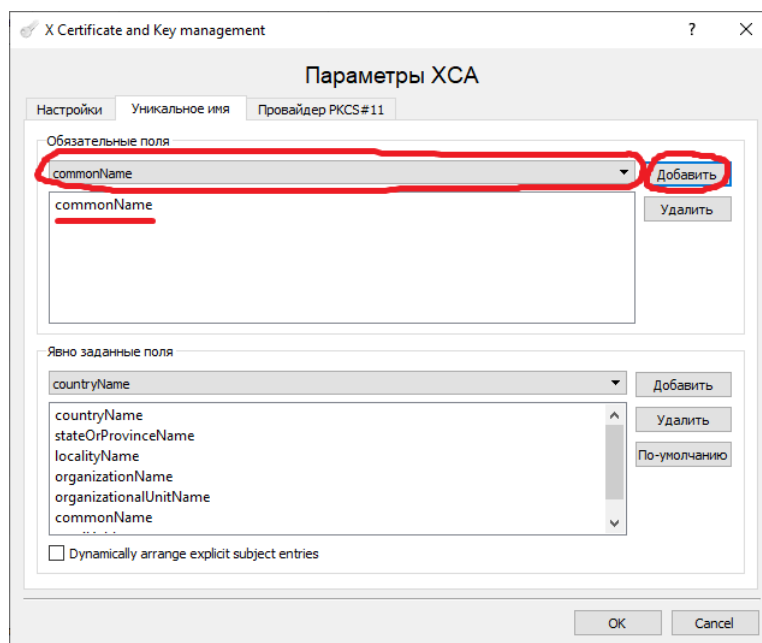 X Certificate and Key management ?
Параметры XCA
Настройки Уникальное имя Провайдер PKCS#11
Обязательные поля
commonName Добавить
commonName Удалить
Явно заданные поля
countryName Добавить
countryName Удалить
stateOrProvinceName
localityName По-умолчанию
organizationName
organizationalUnitName
commonName
Dynamically arrange explicit subject entries
OK Cancel